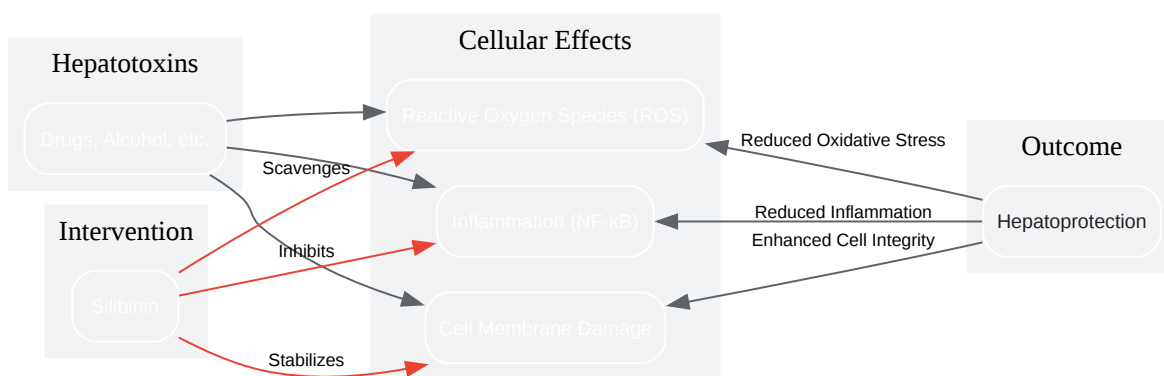 Hepatotoxins
Drugs, Alcohol, etc.
Intervention
Silibinin
Scavenges
Inhibits
Stabilizes
Cellular Effects
Reactive Oxygen Species (ROS)
Inflammation (NF-κB)
Cell Membrane Damage
Reduced Oxidative Stress
Reduced Inflammation
Enhanced Cell Integrity
Outcome
Hepatoprotection